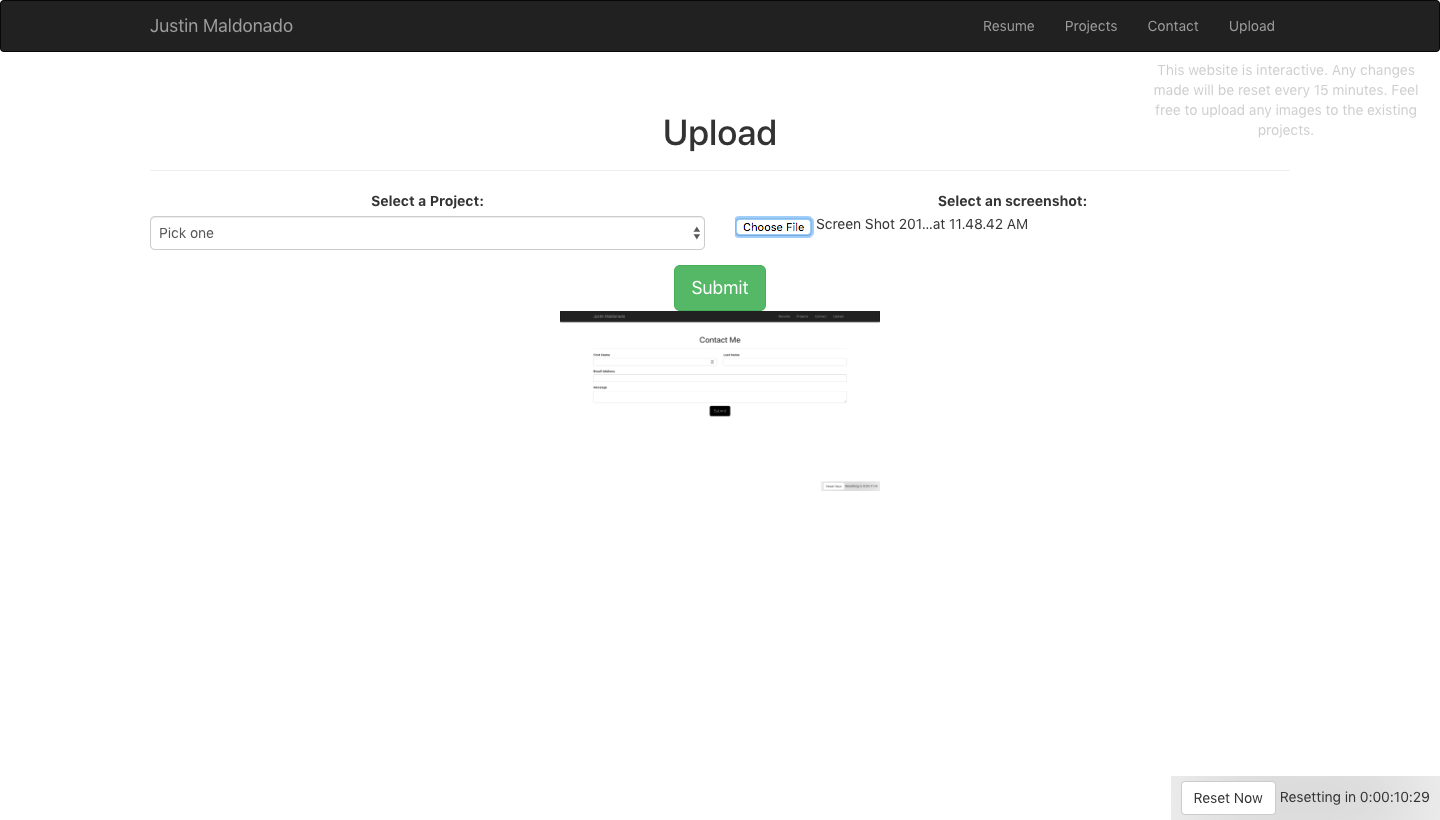 Justin Maldonado
Resume Projects Contact Upload
This website is interactive. Any changes
made will be reset every 15 minutes. Feel
free to upload any images to the existing
projects.
Upload
Select a Project:
Pick one
Select an screenshot:
Choose File Screen Shot 201...at 11.48.42 AM
Submit
Justin Maldonado
Resume Projects Contact Upload
Contact Me
First Name
Last Name
Email Address
Message
Submit
Reset Now
Reset Now Resetting in 0:00:10:29